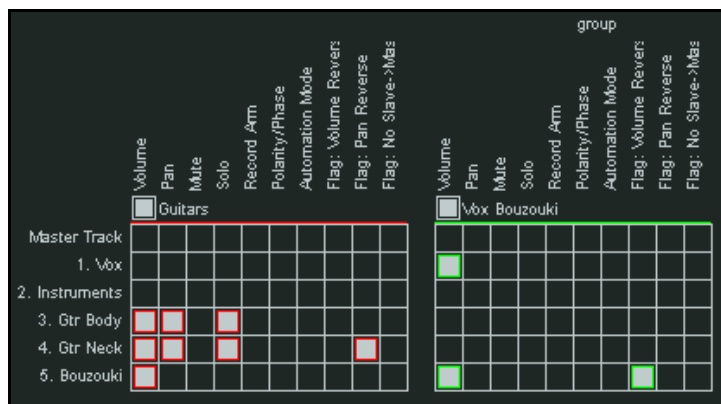 group
Volume Pan Mute Solo Record Arm Polarity/Phase Automation Mode Flag: Volume Revers Flag: Pan Reverse Flag: No Slave->Mas
Volume Pan Mute Solo Record Arm Polarity/Phase Automation Mode Flag: Volume Revers Flag: Pan Reverse Flag: No Slave->Mas
Guitars
Vox Bouzouki
Master Track
1. Vox
2. Instruments
3. Gtr Body
4. Gtr Neck
5. Bouzouki